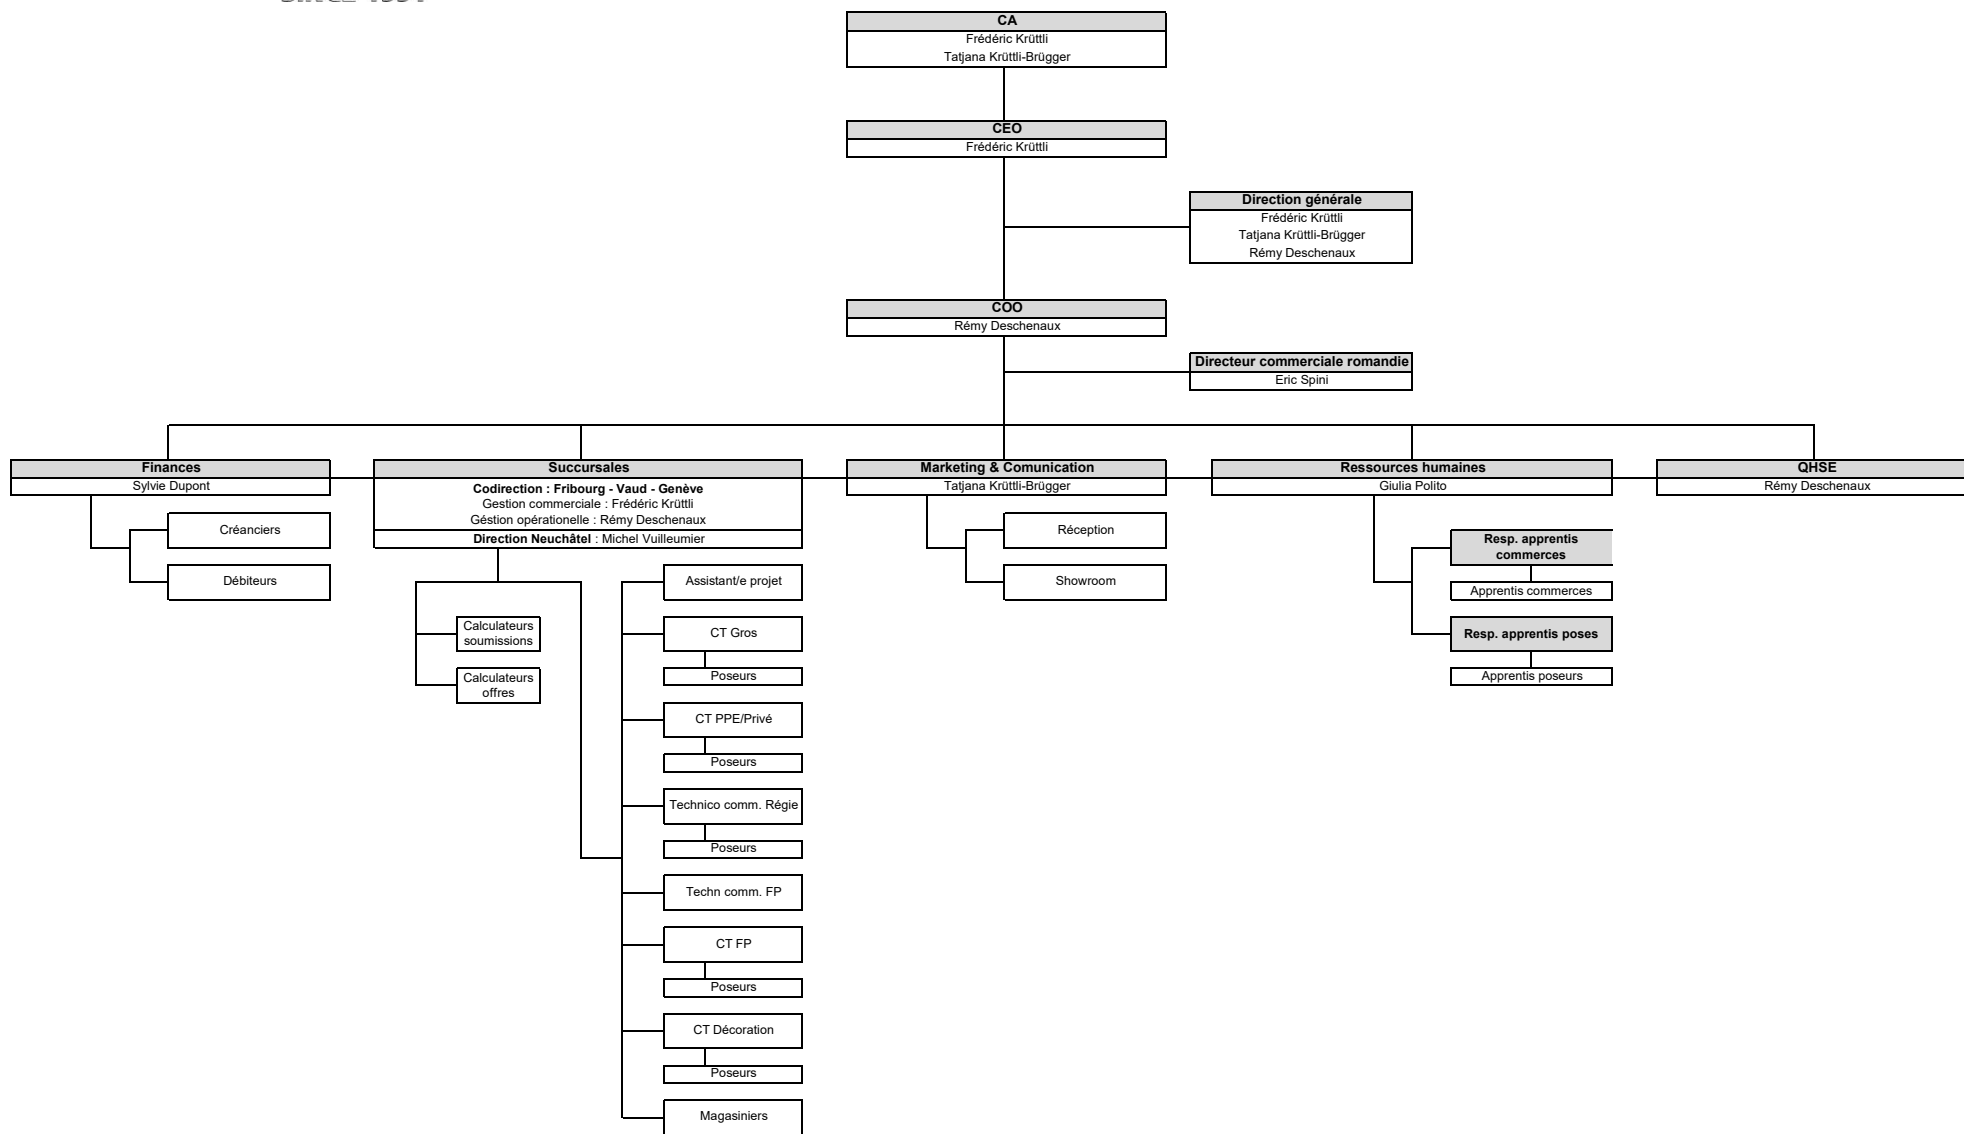 CA
Frédéric Krüttli
Tatjana Krüttli-Brügger
CEO
Frédéric Krüttli
Direction générale
Frédéric Krüttli
Tatjana Krüttli-Brügger
Rémy Deschenaux
COO
Rémy Deschenaux
Directeur commerciale romandie
Eric Spini
Finances
Sylvie Dupont
Créanciers
Débiteurs
Succursales
Codirection : Fribourg - Vaud - Genève
Gestion commerciale : Frédéric Krüttli
Géstion opérationelle : Rémy Deschenaux
Direction Neuchâtel : Michel Vuilleumier
Calculateurs
soumissions
Calculateurs
offres
Assistant/e projet
CT Gros
Poseurs
CT PPE/Privé
Poseurs
Technico comm. Régie
Poseurs
Techn comm. FP
CT FP
Poseurs
CT Décoration
Poseurs
Magasiniers
Marketing & Comunication
Tatjana Krüttli-Brügger
Réception
Showroom
Ressources humaines
Giulia Polito
Resp. apprentis
commerces
Apprentis commerces
Resp. apprentis poses
Apprentis poseurs
QHSE
Rémy Deschenaux